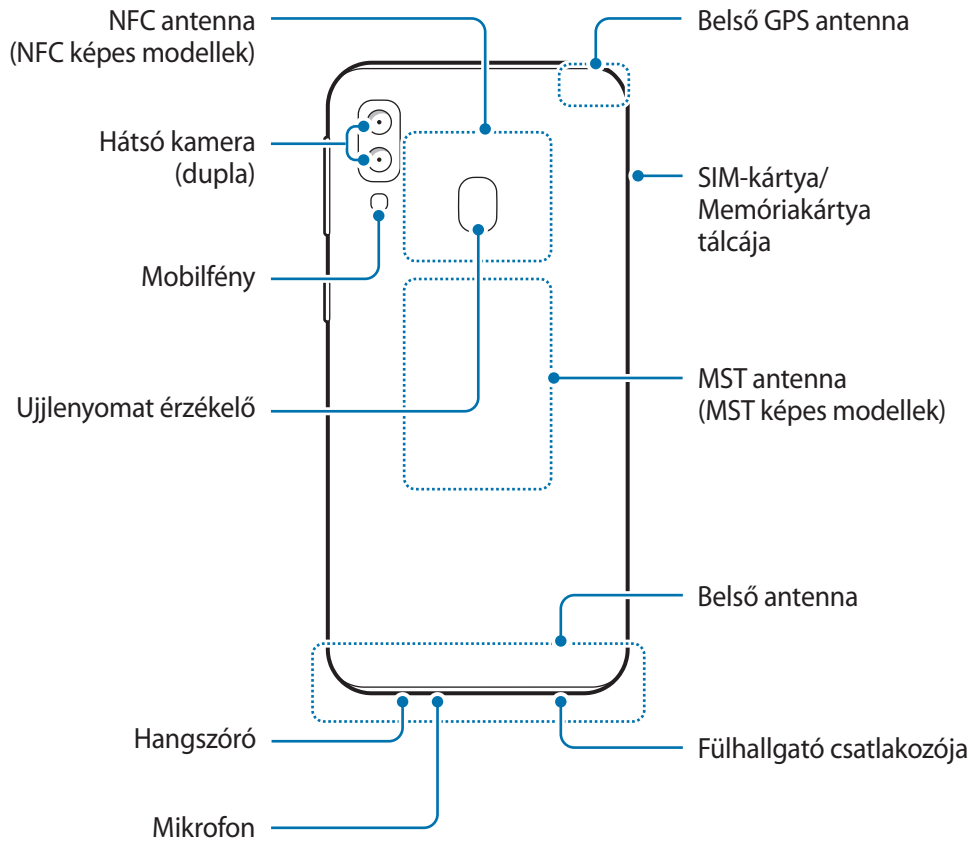 NFC antenna
(NFC képes modellek)
Hátsó kamera
(dupla)
Mobilfény
Ujjlenyomat érzékelő
Hangszóró
Mikrofon
Belső GPS antenna
SIM-kártya/
Memóriakártya
tálcája
MST antenna
(MST képes modellek)
Belső antenna
Fülhallgató csatlakozója